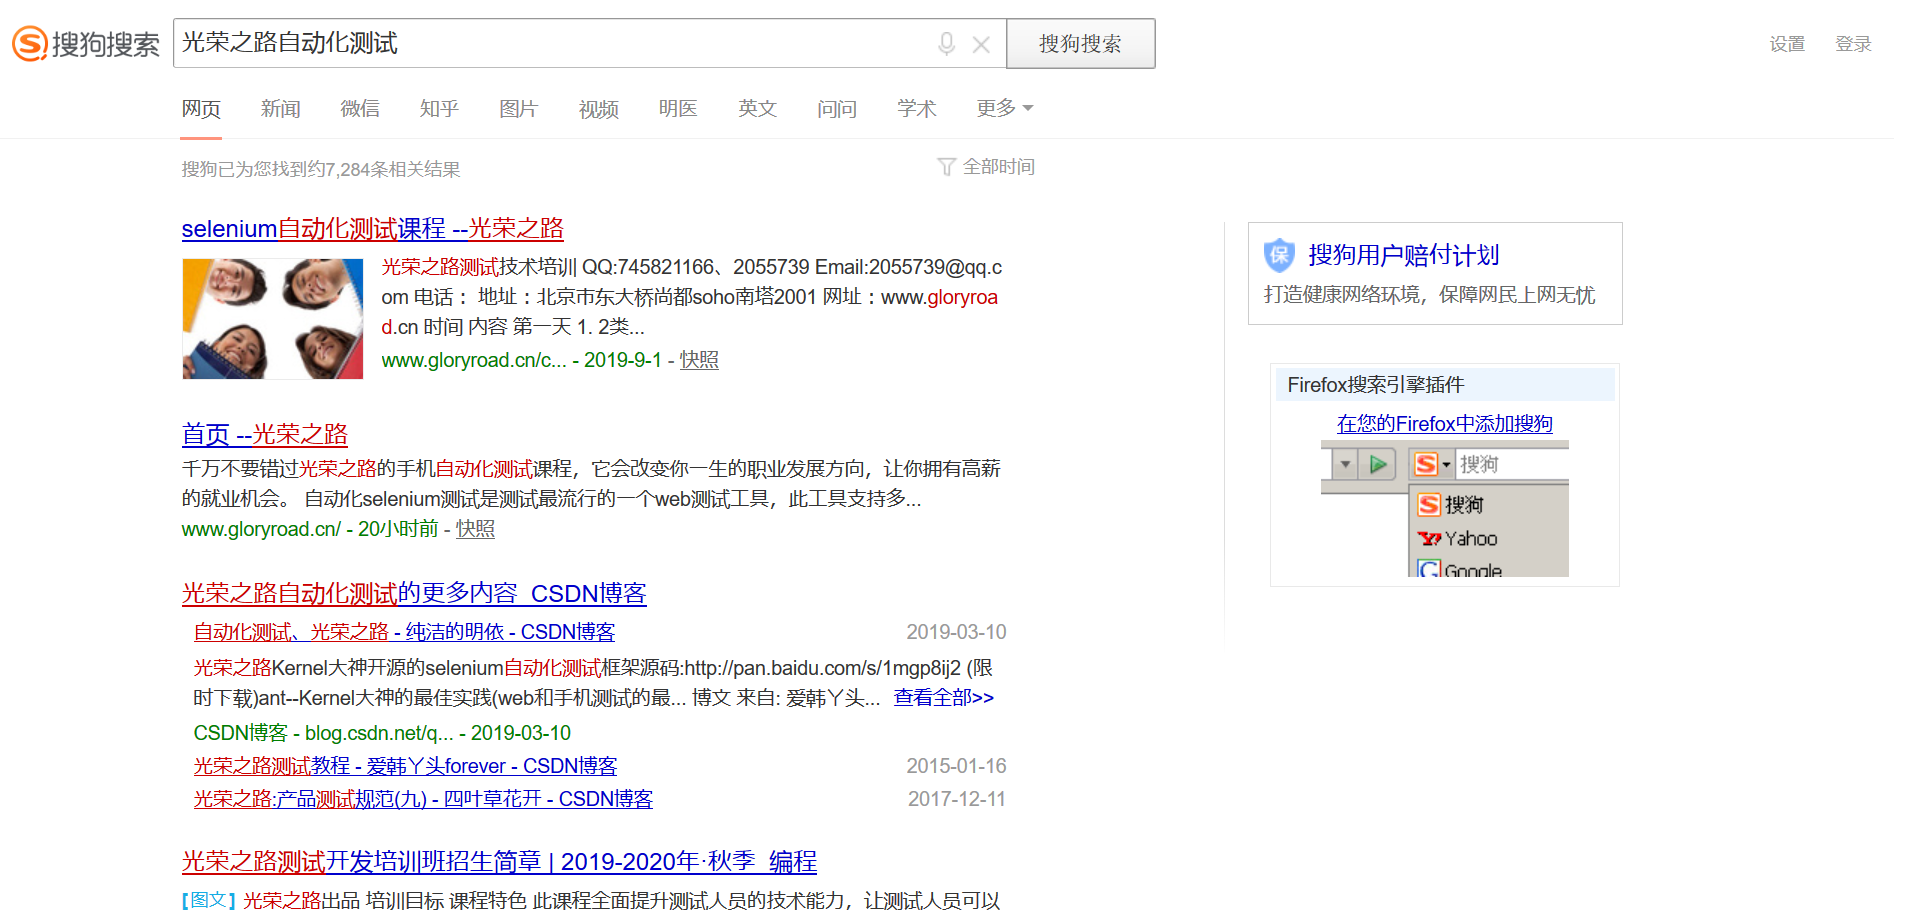 搜狗搜索
光荣之路自动化测试
搜狗搜索
设置 登录
网页 新闻 微信 知乎 图片 视频 明医 英文 问问 学术 更多
搜狗已为您找到约7,284条相关结果
全部时间
selenium自动化测试课程 --光荣之路
光荣之路测试技术培训 QQ:745821166、2055739 Email:2055739@qq.c
om 电话： 地址：北京市东大桥尚都soho南塔2001 网址：www.gloryroa
d.cn 时间 内容 第一天 1. 2类...
www.gloryroad.cn/c... - 2019-9-1 - 快照
首页 --光荣之路
千万不要错过光荣之路的手机自动化测试课程，它会改变你一生的职业发展方向，让你拥有高薪
的就业机会。 自动化selenium测试是测试最流行的一个web测试工具，此工具支持多...
www.gloryroad.cn/ - 20小时前 - 快照
光荣之路自动化测试的更多内容_CSDN博客
自动化测试、光荣之路 - 纯洁的明依 - CSDN博客 2019-03-10
光荣之路Kernel大神开源的selenium自动化测试框架源码:http://pan.baidu.com/s/1mgp8ij2 (限
时下载)ant--Kernel大神的最佳实践(web和手机测试的最... 博文 来自: 爱韩丫头... 查看全部>>
CSDN博客 - blog.csdn.net/q... - 2019-03-10
光荣之路测试教程 - 爱韩丫头forever - CSDN博客 2015-01-16
光荣之路:产品测试规范(九) - 四叶草花开 - CSDN博客 2017-12-11
光荣之路测试开发培训班招生简章 | 2019-2020年·秋季_编程
[图文] 光荣之路出品 培训目标 课程特色 此课程全面提升测试人员的技术能力，让测试人员可以
保 搜狗用户赔付计划
打造健康网络环境，保障网民上网无忧
Firefox搜索引擎插件
在您的Firefox中添加搜狗
搜狗
搜狗
Yahoo
Google